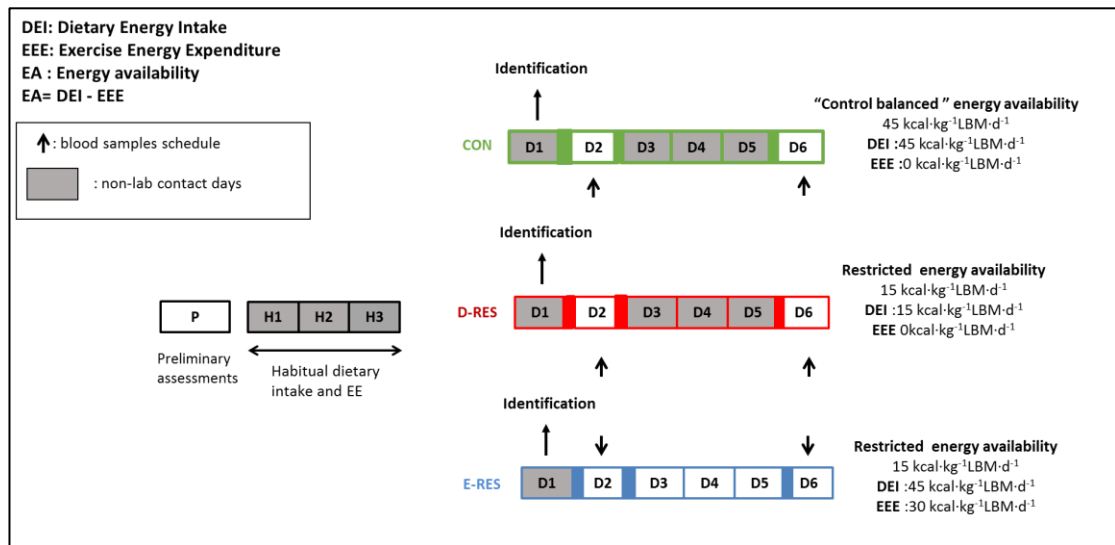 DEI: Dietary Energy Intake
EEE: Exercise Energy Expenditure
EA : Energy availability
EA= DEI - EEE
: blood samples schedule
: non-lab contact days
Identification
CON D1 D2 D3 D4 D5 D6
“Control balanced ” energy availability
45 kcal·kg⁻¹LBM·d⁻¹
DEI :45 kcal·kg⁻¹LBM·d⁻¹
EEE :0 kcal·kg⁻¹LBM·d⁻¹
P H1 H2 H3
Preliminary
assessments
Habitual dietary
intake and EE
Identification
D-RES D1 D2 D3 D4 D5 D6
Restricted energy availability
15 kcal·kg⁻¹LBM·d⁻¹
DEI :15 kcal·kg⁻¹LBM·d⁻¹
EEE 0kcal·kg⁻¹LBM·d⁻¹
Identification
E-RES D1 D2 D3 D4 D5 D6
Restricted energy availability
15 kcal·kg⁻¹LBM·d⁻¹
DEI :45 kcal·kg⁻¹LBM·d⁻¹
EEE :30 kcal·kg⁻¹LBM·d⁻¹